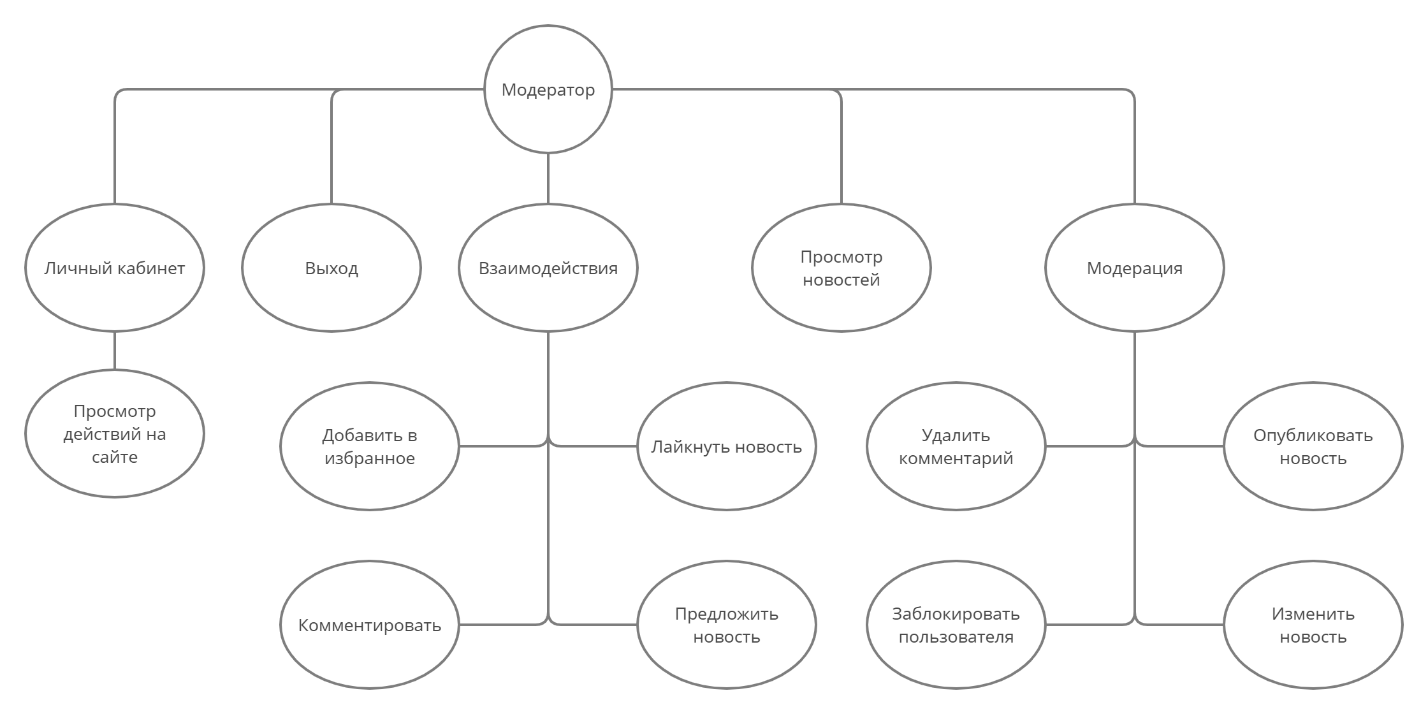 Модератор
Личный кабинет
Выход
Взаимодействия
Просмотр
новостей
Модерация
Просмотр
действий на
сайте
Добавить в
избранное
Лайкнуть новость
Удалить
комментарий
Опубликовать
новость
Комментировать
Предложить
новость
Заблокировать
пользователя
Изменить
новость